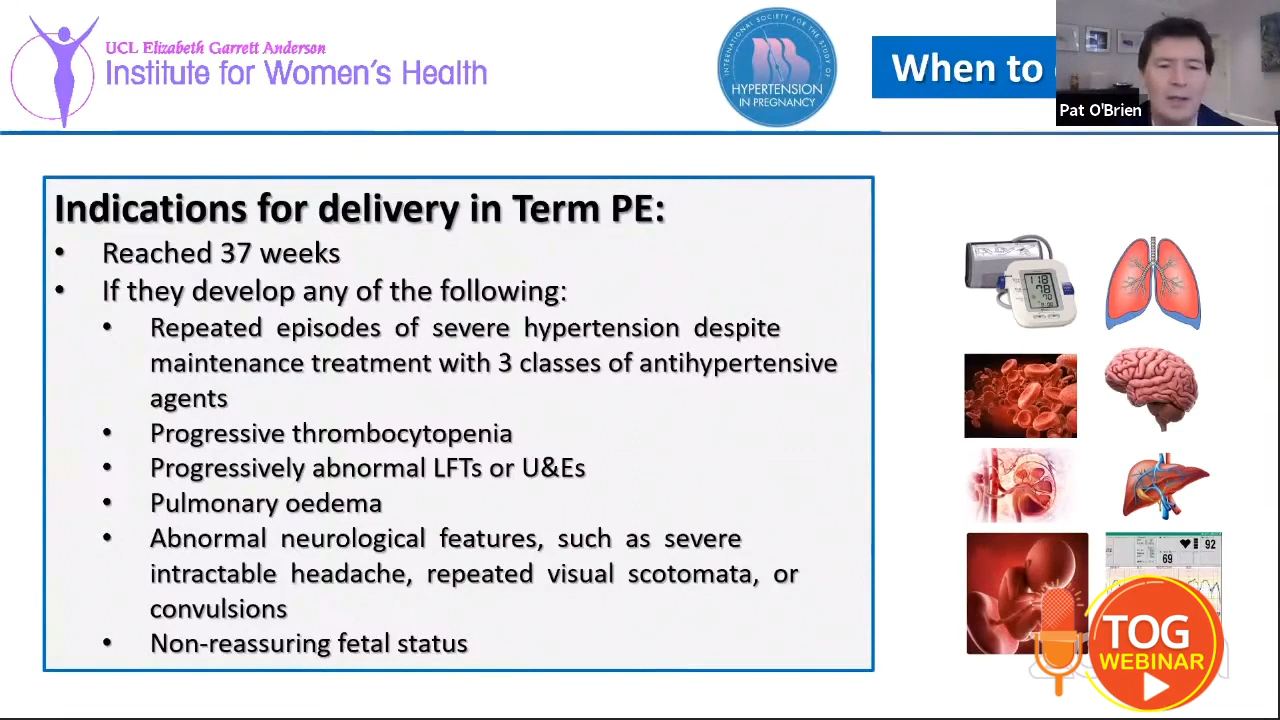 UCL Elizabeth Garrett Anderson
Institute for Women's Health
INTERNATIONAL SOCIETY FOR THE STUDY OF
HYPERTENSION
IN PREGNANCY
When to
Pat O'Brien
Indications for delivery in Term PE:
• Reached 37 weeks
• If they develop any of the following:
• Repeated episodes of severe hypertension despite
maintenance treatment with 3 classes of antihypertensive
agents
• Progressive thrombocytopenia
• Progressively abnormal LFTs or U&Es
• Pulmonary oedema
• Abnormal neurological features, such as severe
intractable headache, repeated visual scotomata, or
convulsions
• Non-reassuring fetal status
118
78
70
92
69
TOG
WEBINAR